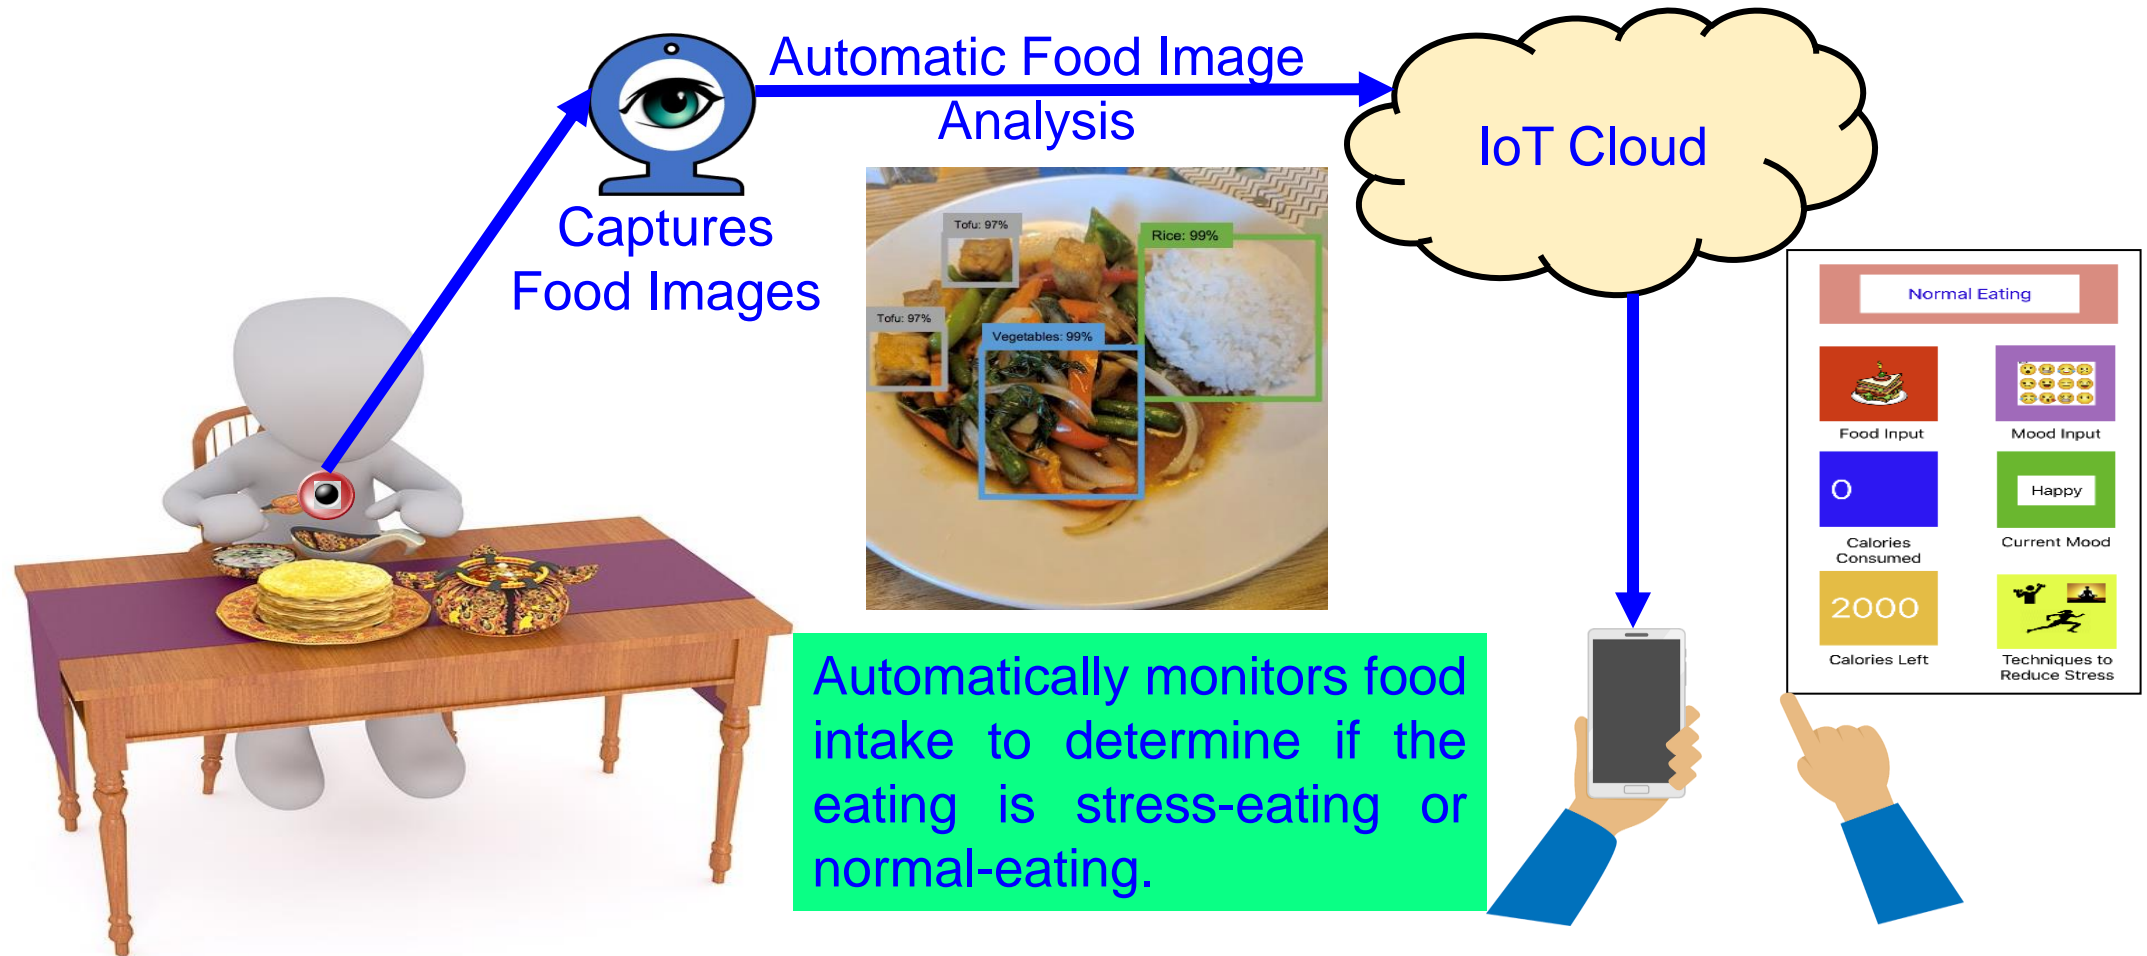 Automatic Food Image
Analysis
IoT Cloud
Captures
Food Images
Tofu: 97%
Rice: 99%
Tofu: 97%
Vegetables: 99%
Normal Eating
Food Input
Mood Input
0
Happy
Calories
Consumed
Current Mood
2000
Calories Left
Techniques to
Reduce Stress
Automatically monitors food
intake to determine if the
eating is stress-eating or
normal-eating.